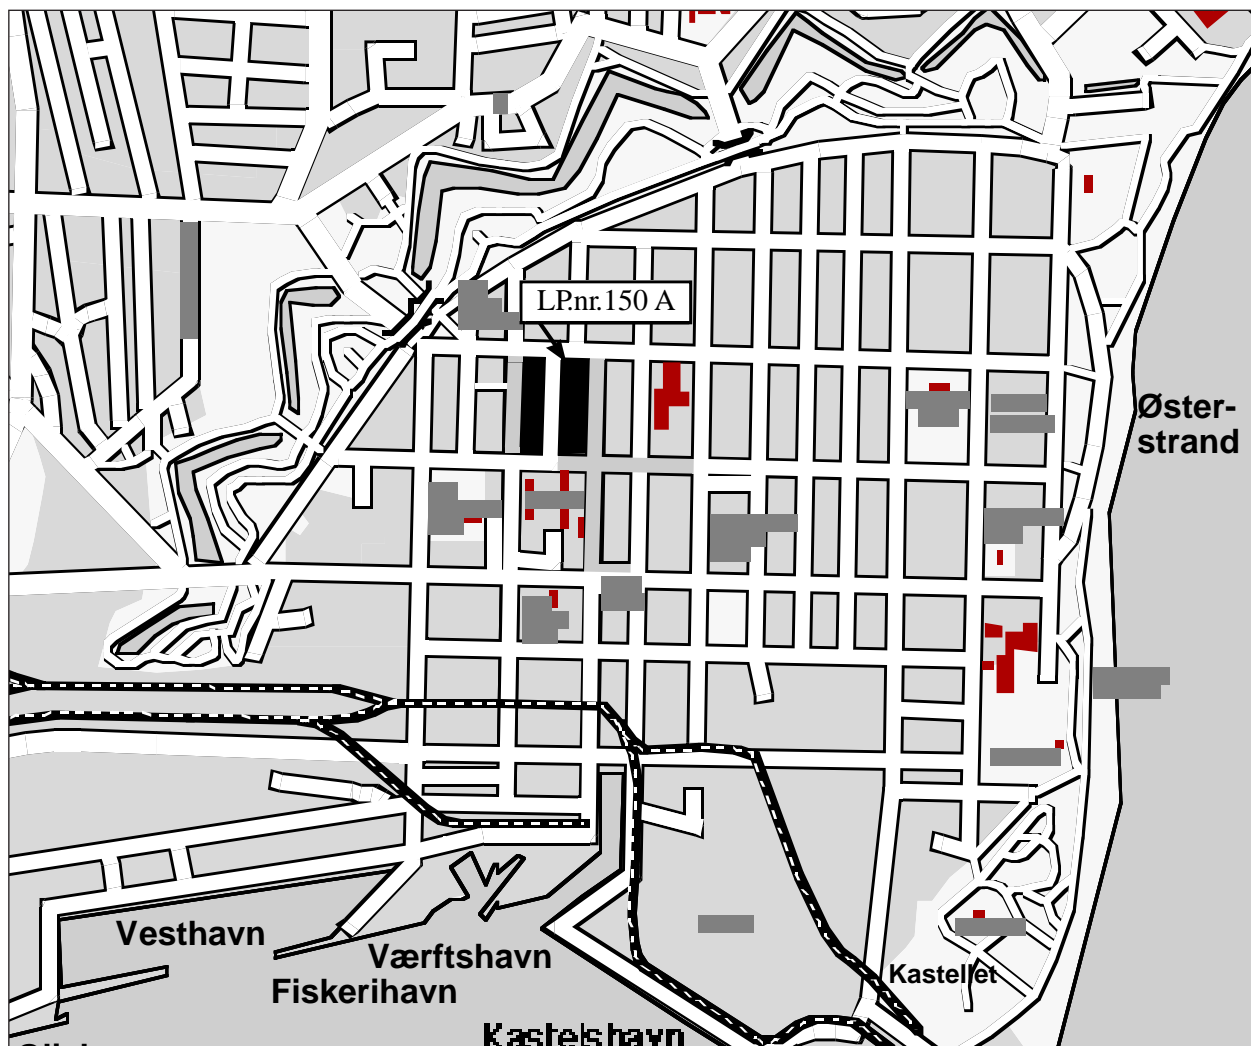 LP.nr.150 A
Øster-
strand
Vesthavn
Værftshavn
Fiskerihavn
Kastellet
Kastelshavn